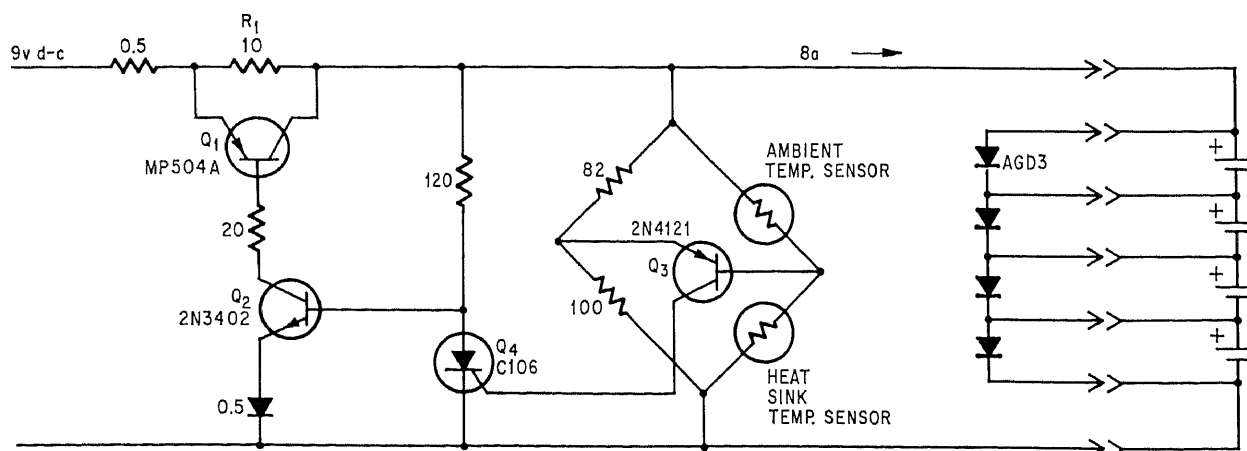 9v d-c
0.5
R1
10
8a
Q1
MP504A
20
120
82
AMBIENT
TEMP. SENSOR
AGD3
2N4121
Q3
100
Q2
2N3402
Q4
C106
0.5
HEAT
SINK
TEMP. SENSOR
+
+
+
+